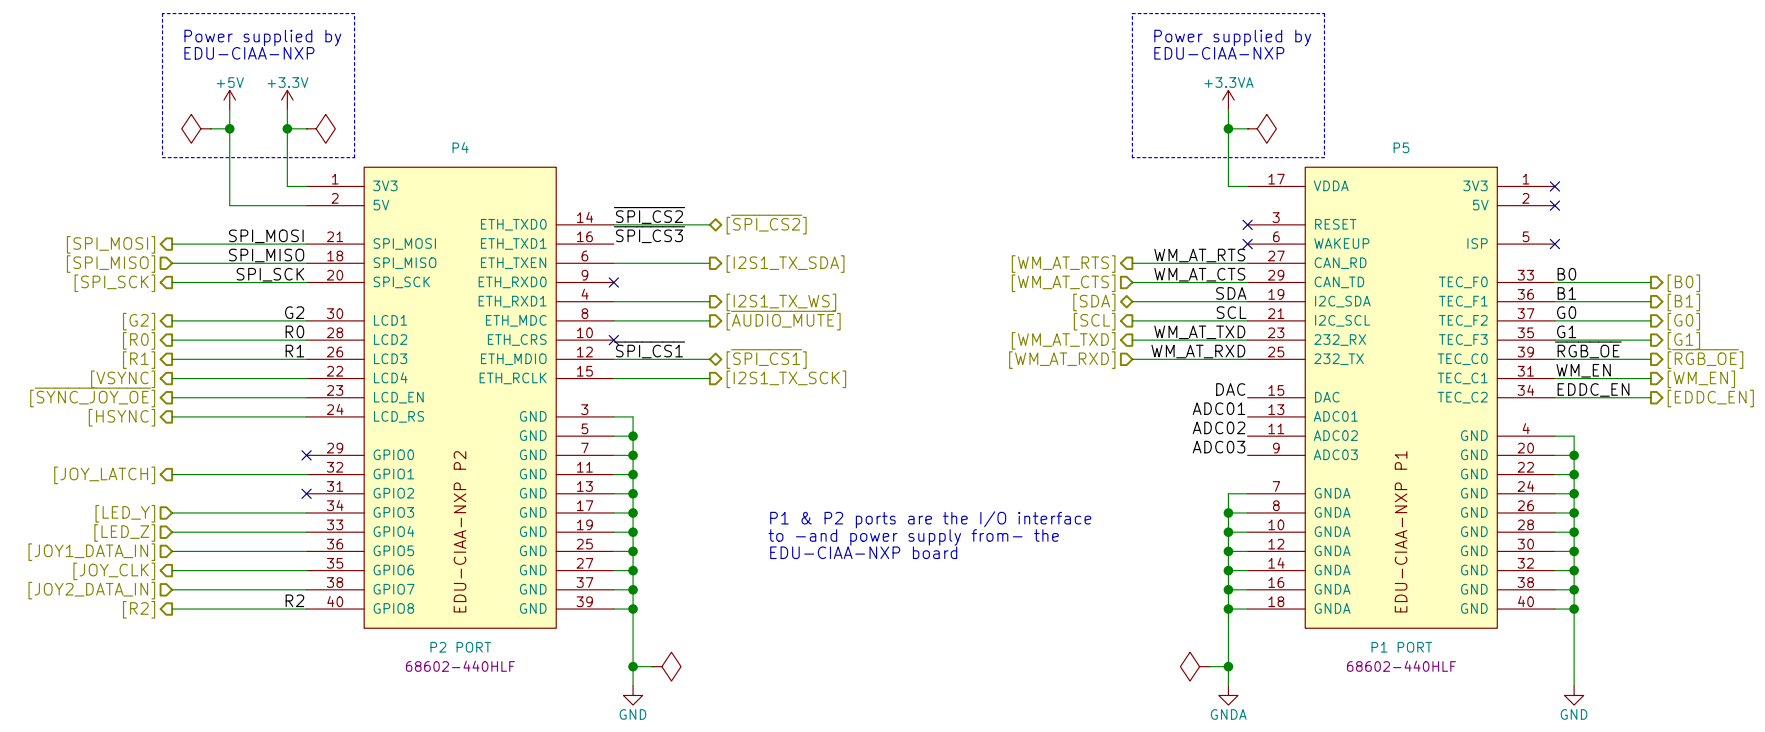 Power supplied by
EDU-CIAA-NXP
+5V +3.3V
P4
1 3V3
2 5V
[SPI_MOSI] SPI_MOSI 21 SPI_MOSI
[SPI_MISO] SPI_MISO 18 SPI_MISO
[SPI_SCK] SPI_SCK 20 SPI_SCK
[G2] G2 30 LCD1
[R0] R0 28 LCD2
[R1] R1 26 LCD3
[VSYNC] 22 LCD4
[SYNC_JOY_OE] 23 LCD_EN
[HSYNC] 24 LCD_RS
29 GPIO0
[JOY_LATCH] 32 GPIO1
31 GPIO2
[LED_Y] 34 GPIO3
[LED_Z] 33 GPIO4
[JOY1_DATA_IN] 36 GPIO5
[JOY_CLK] 35 GPIO6
[JOY2_DATA_IN] 38 GPIO7
[R2] R2 40 GPIO8
EDU-CIAA-NXP P2
ETH_TXD0 14 SPI_CS2 [SPI_CS2]
ETH_TXD1 16 SPI_CS3
ETH_TXEN 6 [I2S1_TX_SDA]
ETH_RXD0 9
ETH_RXD1 4 [I2S1_TX_WS]
ETH_MDC 8 [AUDIO_MUTE]
ETH_CRS 10
ETH_MDIO 12 SPI_CS1 [SPI_CS1]
ETH_RCLK 15 [I2S1_TX_SCK]
GND 3
GND 5
GND 7
GND 11
GND 13
GND 17
GND 19
GND 25
GND 27
GND 37
GND 39
P2 PORT
68602-440HLF
GND
P1 & P2 ports are the I/O interface
to -and power supply from- the
EDU-CIAA-NXP board
Power supplied by
EDU-CIAA-NXP
+3.3VA
P5
17 VDDA
3 RESET
6 WAKEUP
[WM_AT_RTS] WM_AT_RTS 27 CAN_RD
[WM_AT_CTS] WM_AT_CTS 29 CAN_TD
[SDA] SDA 19 I2C_SDA
[SCL] SCL 21 I2C_SCL
[WM_AT_TXD] WM_AT_TXD 23 232_RX
[WM_AT_RXD] WM_AT_RXD 25 232_TX
DAC 15 DAC
ADC01 13 ADC01
ADC02 11 ADC02
ADC03 9 ADC03
7 GNDA
8 GNDA
10 GNDA
12 GNDA
14 GNDA
16 GNDA
18 GNDA
EDU-CIAA-NXP P1
3V3 1
5V 2
ISP 5
TEC_F0 33 B0 [B0]
TEC_F1 36 B1 [B1]
TEC_F2 37 G0 [G0]
TEC_F3 35 G1 [G1]
TEC_C0 39 RGB_OE [RGB_OE]
TEC_C1 31 WM_EN [WM_EN]
TEC_C2 34 EDDC_EN [EDDC_EN]
GND 4
GND 20
GND 22
GND 24
GND 26
GND 28
GND 30
GND 32
GND 38
GND 40
P1 PORT
68602-440HLF
GNDA
GND